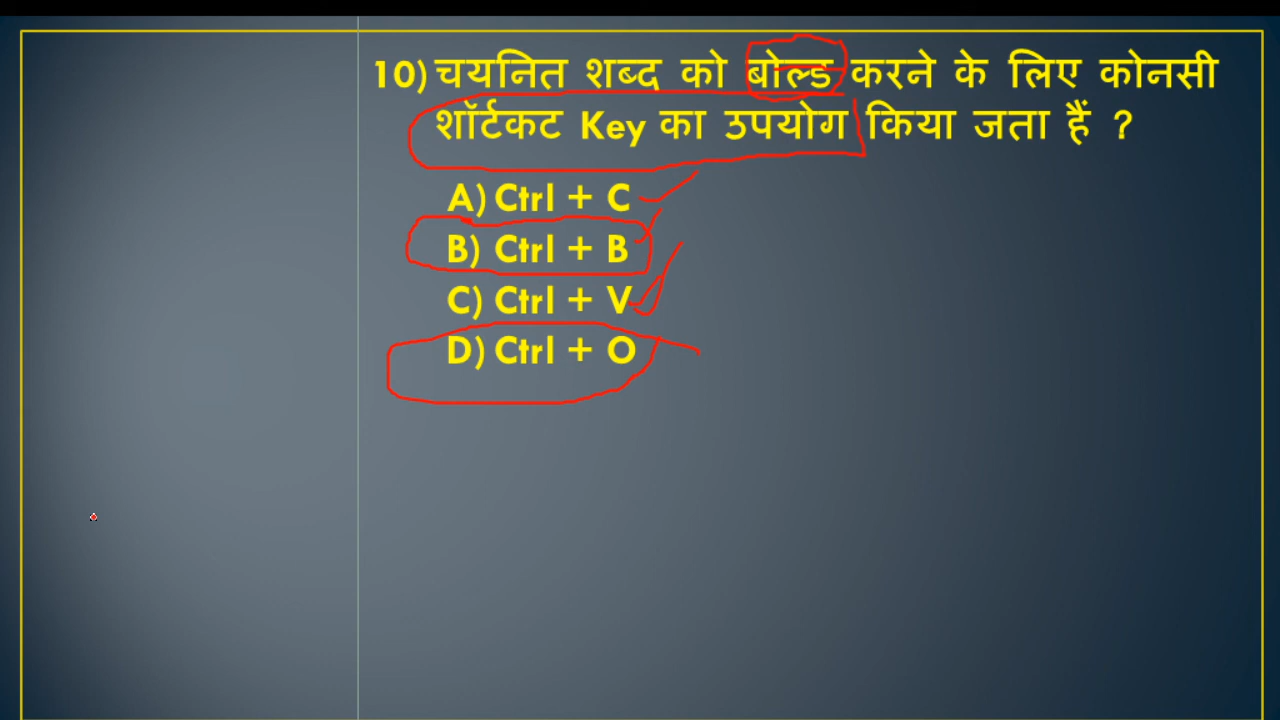 10) चयनित शब्द को बोल्ड करने के लिए कोनसी
शॉर्टकट Key का उपयोग किया जता हैं ?
A) Ctrl + C
B) Ctrl + B
C) Ctrl + V
D) Ctrl + O